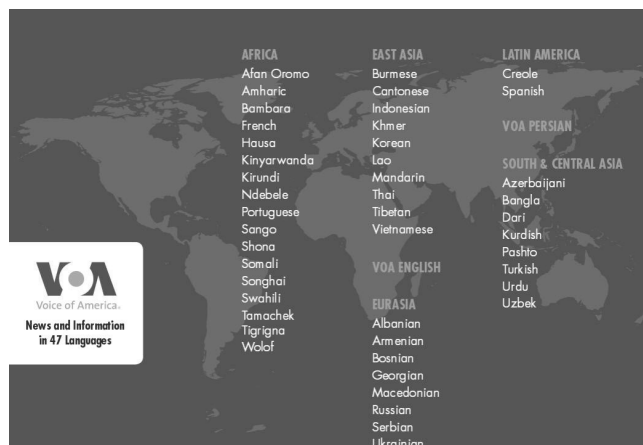 AFRICA
Afan Oromo
Amharic
Bambara
French
Hausa
Kinyarwanda
Kirundi
Ndebele
Portuguese
Sango
Shona
Somali
Songhai
Swahili
Tamachek
Tigrigna
Wolof
EAST ASIA
Burmese
Cantonese
Indonesian
Khmer
Korean
Lao
Mandarin
Thai
Tibetan
Vietnamese
VOA ENGLISH
EURASIA
Albanian
Armenian
Bosnian
Georgian
Macedonian
Russian
Serbian
Ukrainian
LATIN AMERICA
Creole
Spanish
VOA PERSIAN
SOUTH & CENTRAL ASIA
Azerbaijani
Bangla
Dari
Kurdish
Pashto
Turkish
Urdu
Uzbek
VOA
Voice of America®
News and Information
in 47 Languages